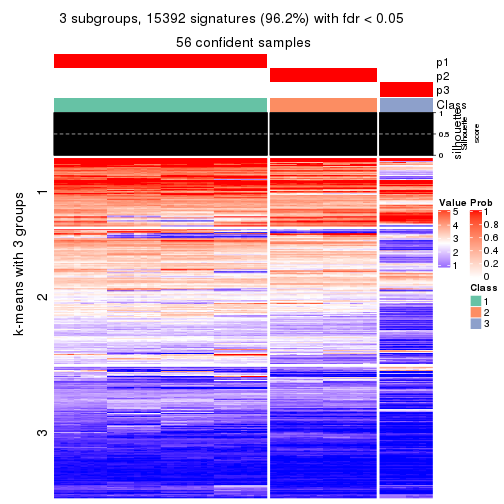 3 subgroups, 15392 signatures (96.2%) with fdr < 0.05
56 confident samples
p1
p2
p3
Class
silhouette
Silhouette
score
1
0.5
0
k-means with 3 groups
1
2
3
Value
5
4
3
2
1
Prob
1
0.8
0.6
0.4
0.2
0
Class
1
2
3